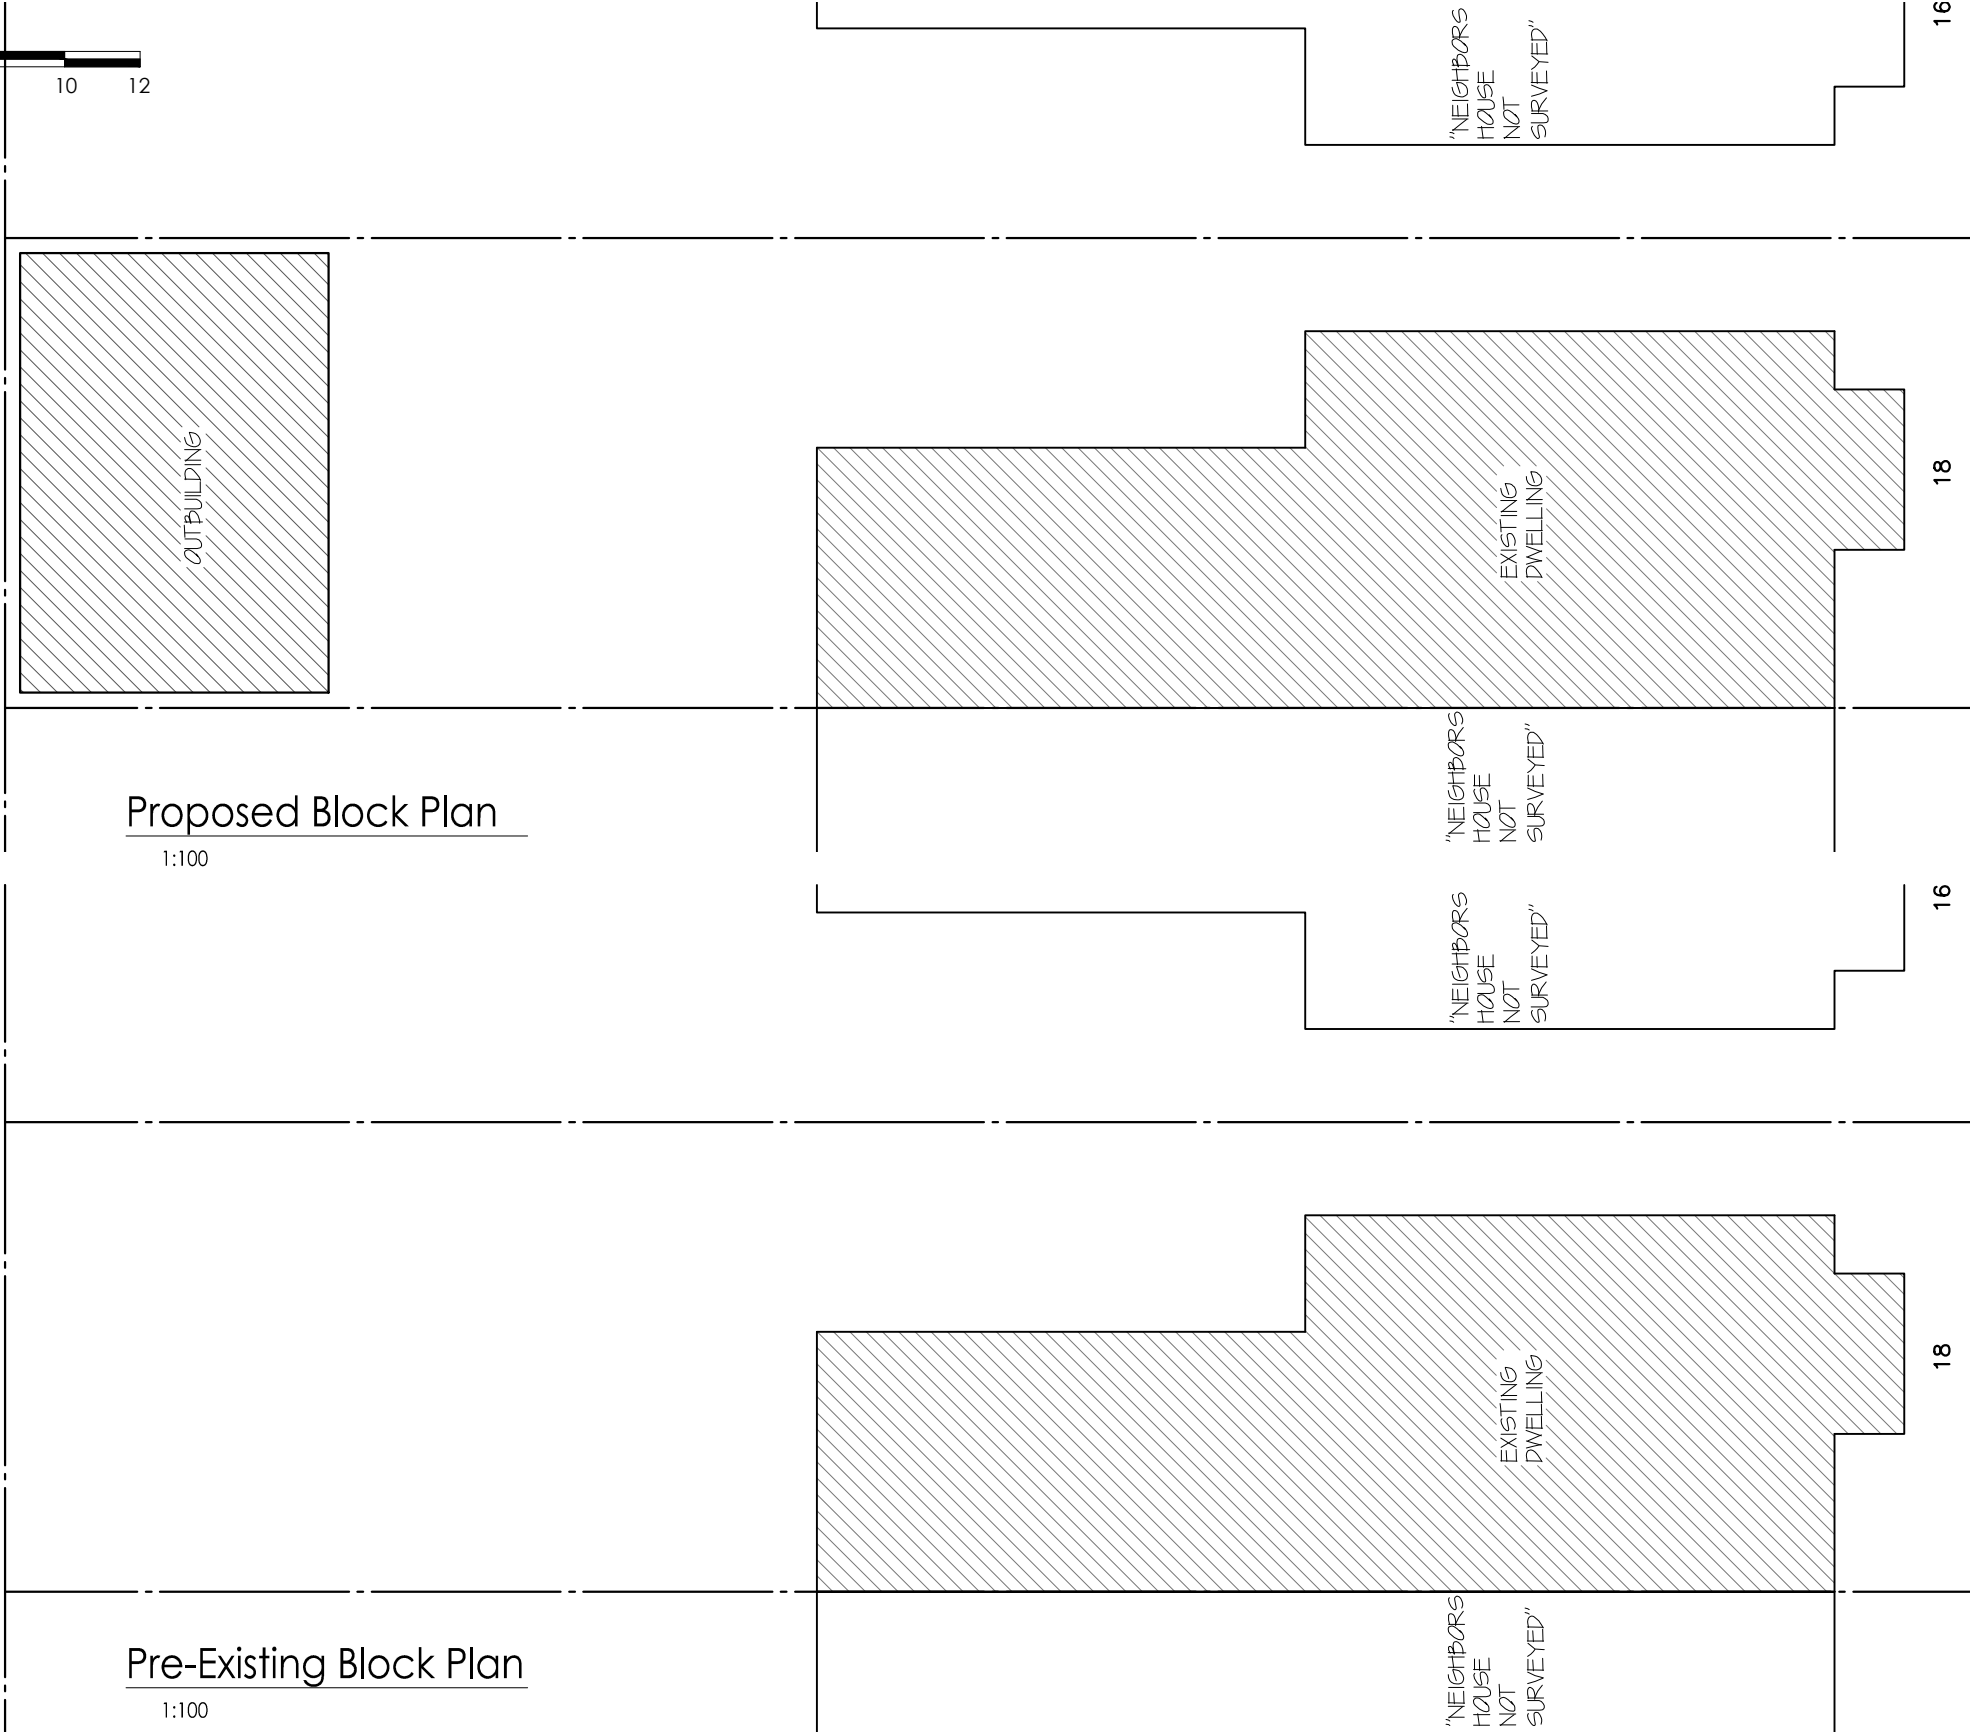 16
"NEIGHBORS
HOUSE
NOT
SURVEYED"
10 12
OUTBUILDING
EXISTING
DWELLING
18
"NEIGHBORS
HOUSE
NOT
SURVEYED"
Proposed Block Plan
1:100
16
"NEIGHBORS
HOUSE
NOT
SURVEYED"
EXISTING
DWELLING
18
"NEIGHBORS
HOUSE
NOT
SURVEYED"
Pre-Existing Block Plan
1:100